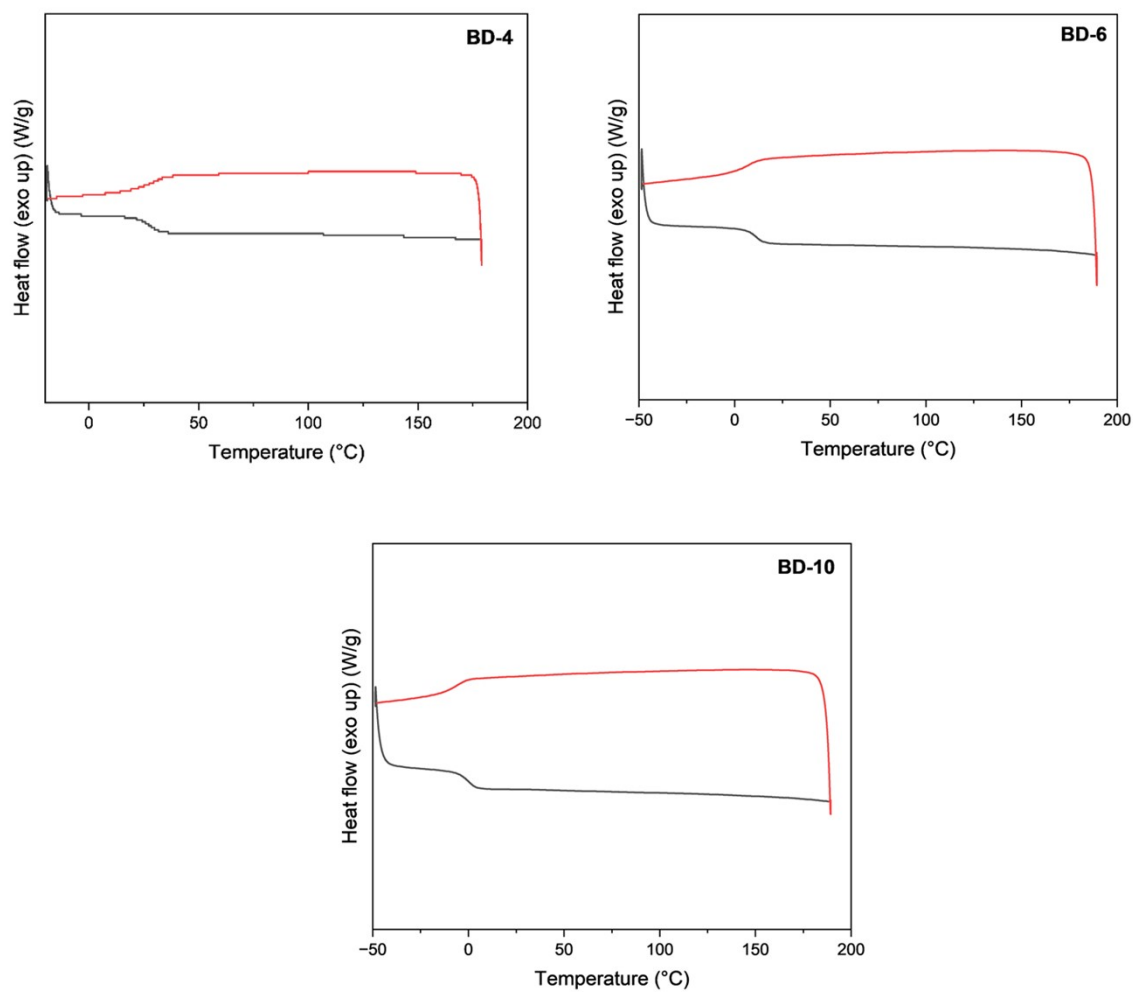 BD-4
Heat flow (exo up) (W/g)
0 50 100 150 200
Temperature (°C)
BD-6
Heat flow (exo up) (W/g)
−50 0 50 100 150 200
Temperature (°C)
BD-10
Heat flow (exo up) (W/g)
−50 0 50 100 150 200
Temperature (°C)